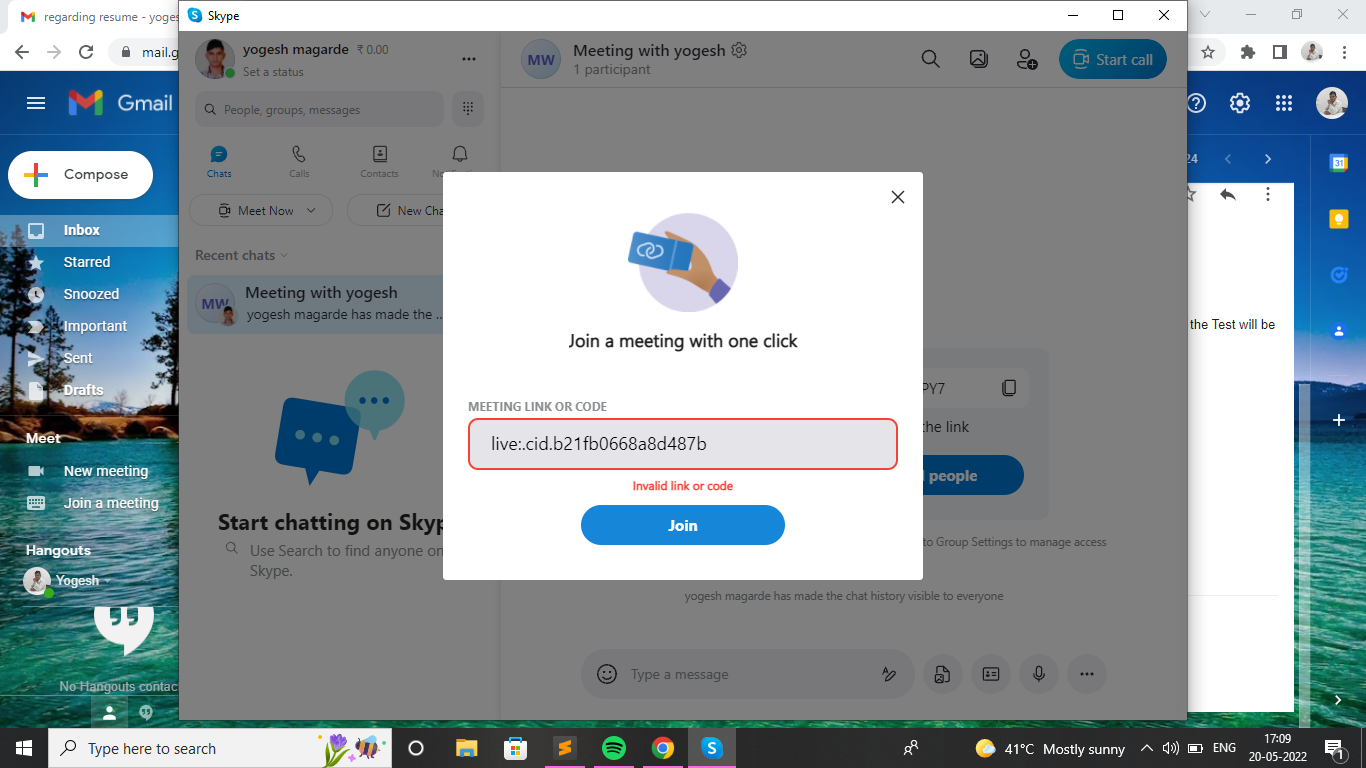 regarding resume - yoges
Skype
mail.g
yogesh magarde ₹ 0.00
Set a status
MW
Meeting with yogesh
1 participant
Start call
Gmail
People, groups, messages
Compose
Chats
Calls
Contacts
24
31
Meet Now
New Cha
Inbox
Starred
Snoozed
Important
Sent
Drafts
Recent chats
MW
Meeting with yogesh
yogesh magarde has made the ...
Join a meeting with one click
MEETING LINK OR CODE
live:.cid.b21fb0668a8d487b
Invalid link or code
Join
the Test will be
PY7
the link
people
to Group Settings to manage access
yogesh magarde has made the chat history visible to everyone
Meet
New meeting
Join a meeting
Hangouts
Yogesh
No Hangouts contac
Start chatting on Skyp
Use Search to find anyone on
Skype.
Type a message
Type here to search
41°C Mostly sunny
ENG
17:09
20-05-2022
1